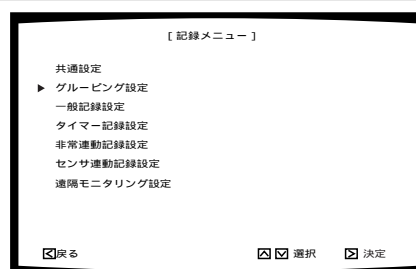 [ 記録メニュー ]
共通設定
▶ グルーピング設定
一般記録設定
タイマー記録設定
非常連動記録設定
センサ連動記録設定
遠隔モニタリング設定
戻る 選択 決定